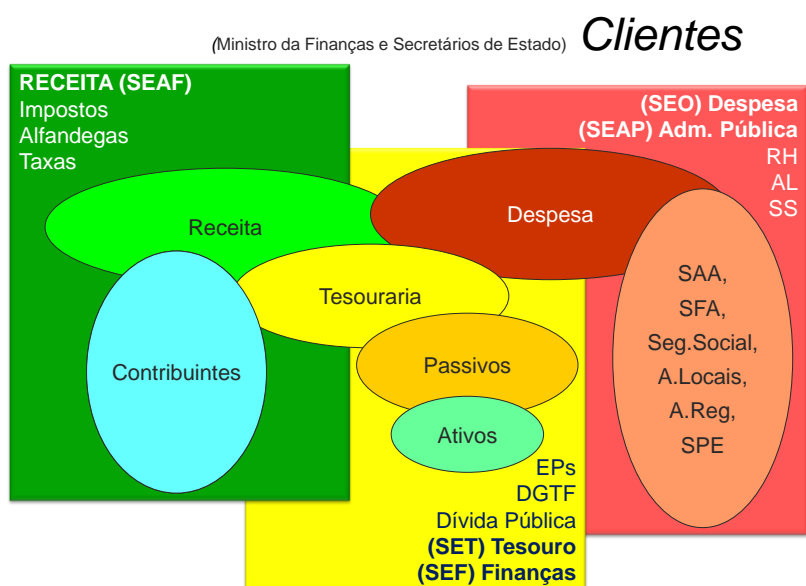 (Ministro da Finanças e Secretários de Estado) Clientes
RECEITA (SEAF)
Impostos
Alfandegas
Taxas
(SEO) Despesa
(SEAP) Adm. Pública
RH
AL
SS
Receita
Despesa
Tesouraria
Contribuintes
Passivos
Ativos
SAA,
SFA,
Seg.Social,
A.Locais,
A.Reg,
SPE
EPs
DGTF
Dívida Pública
(SET) Tesouro
(SEF) Finanças